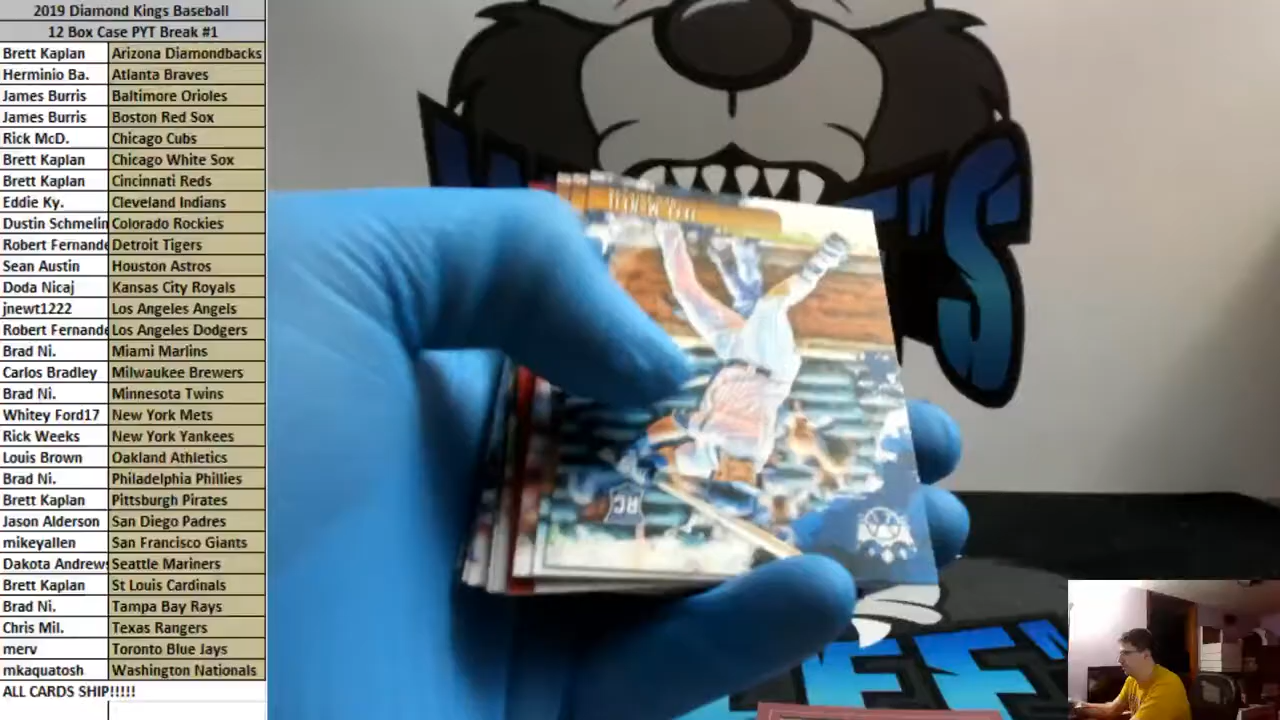 2019 Diamond Kings Baseball
12 Box Case PYT Break #1
Brett Kaplan Arizona Diamondbacks
Herminio Ba. Atlanta Braves
James Burris Baltimore Orioles
James Burris Boston Red Sox
Rick McD. Chicago Cubs
Brett Kaplan Chicago White Sox
Brett Kaplan Cincinnati Reds
Eddie Ky. Cleveland Indians
Dustin Schmelin Colorado Rockies
Robert Fernande Detroit Tigers
Sean Austin Houston Astros
Doda Nicaj Kansas City Royals
jnewt1222 Los Angeles Angels
Robert Fernande Los Angeles Dodgers
Brad Ni. Miami Marlins
Carlos Bradley Milwaukee Brewers
Brad Ni. Minnesota Twins
Whitey Ford17 New York Mets
Rick Weeks New York Yankees
Louis Brown Oakland Athletics
Brad Ni. Philadelphia Phillies
Brett Kaplan Pittsburgh Pirates
Jason Alderson San Diego Padres
mikeyallen San Francisco Giants
Dakota Andrews Seattle Mariners
Brett Kaplan St Louis Cardinals
Brad Ni. Tampa Bay Rays
Chris Mil. Texas Rangers
merv Toronto Blue Jays
mkaquatosh Washington Nationals
ALL CARDS SHIP!!!!!
RC